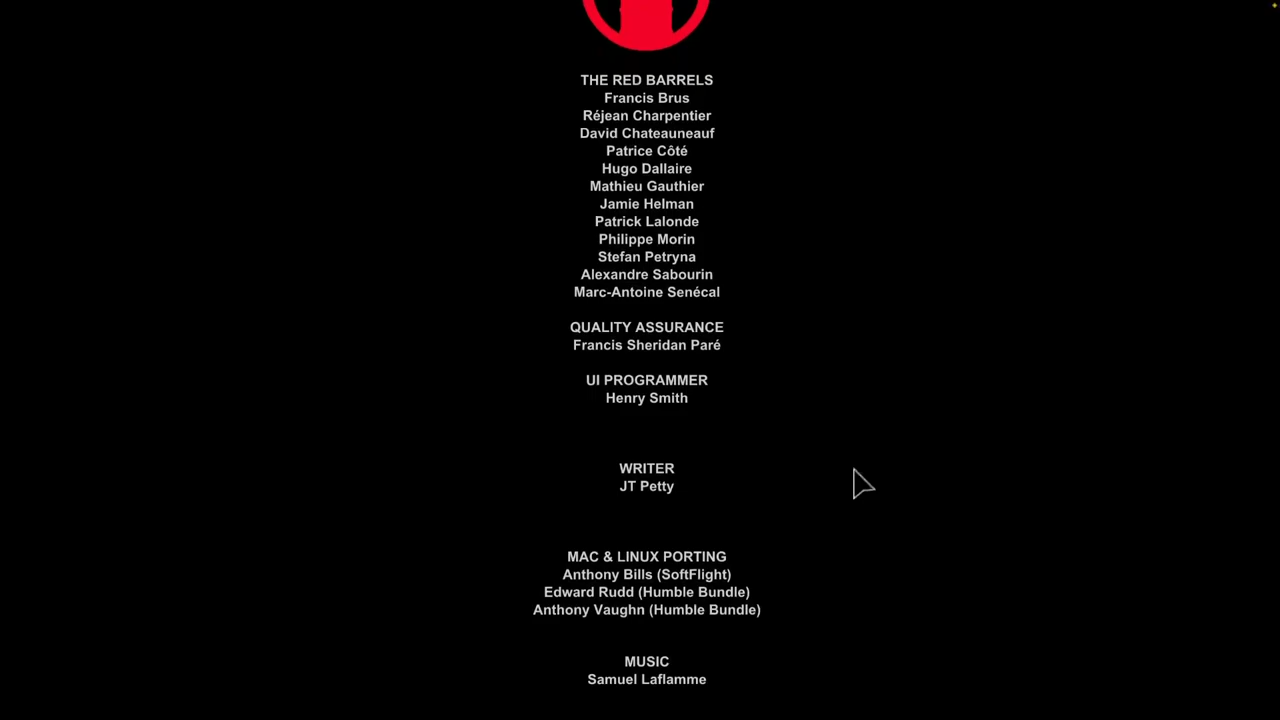 THE RED BARRELS
Francis Brus
Réjean Charpentier
David Chateauneuf
Patrice Côté
Hugo Dallaire
Mathieu Gauthier
Jamie Helman
Patrick Lalonde
Philippe Morin
Stefan Petryna
Alexandre Sabourin
Marc-Antoine Senécal
QUALITY ASSURANCE
Francis Sheridan Paré
UI PROGRAMMER
Henry Smith
WRITER
JT Petty
MAC & LINUX PORTING
Anthony Bills (SoftFlight)
Edward Rudd (Humble Bundle)
Anthony Vaughn (Humble Bundle)
MUSIC
Samuel Laflamme